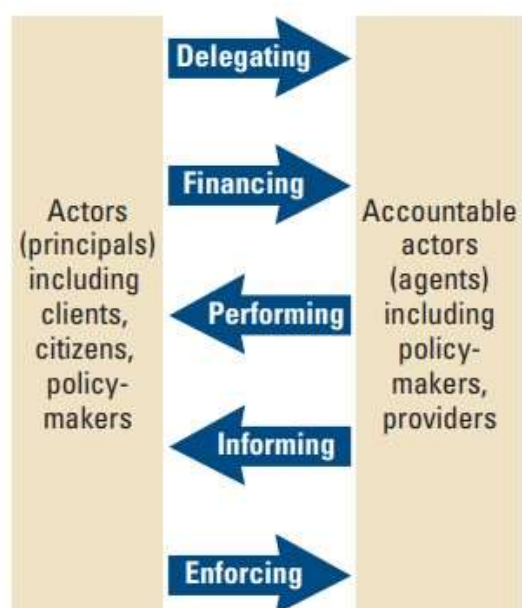 Delegating
Financing
Actors
(principals)
including
clients,
citizens,
policy-
makers
Performing
Informing
Enforcing
Accountable
actors
(agents)
including
policy-
makers,
providers